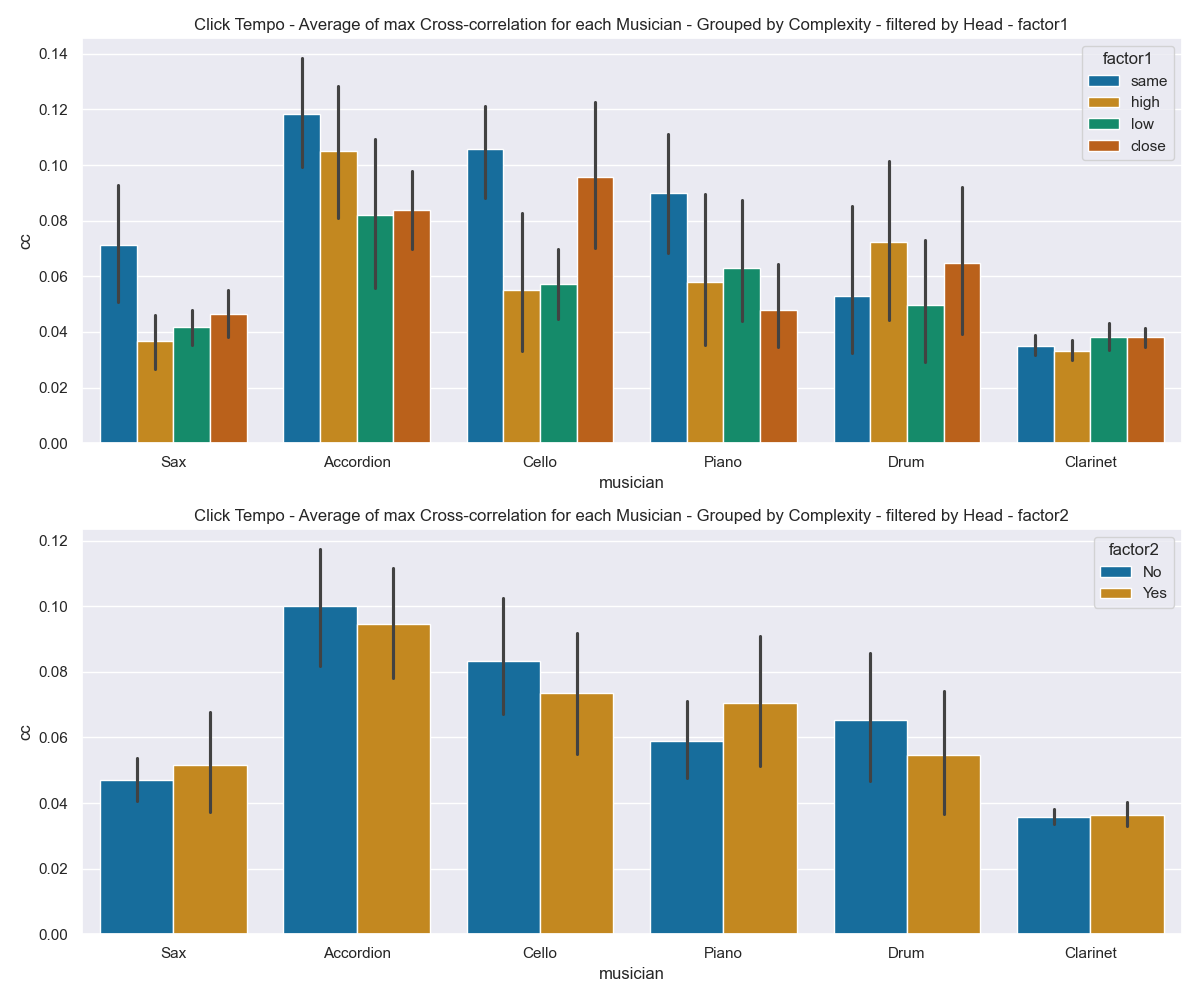 Click Tempo - Average of max Cross-correlation for each Musician - Grouped by Complexity - filtered by Head - factor1
cc
0.14
0.12
0.10
0.08
0.06
0.04
0.02
0.00
factor1
same
high
low
close
Sax Accordion Cello Piano Drum Clarinet
musician
Click Tempo - Average of max Cross-correlation for each Musician - Grouped by Complexity - filtered by Head - factor2
cc
0.12
0.10
0.08
0.06
0.04
0.02
0.00
factor2
No
Yes
Sax Accordion Cello Piano Drum Clarinet
musician